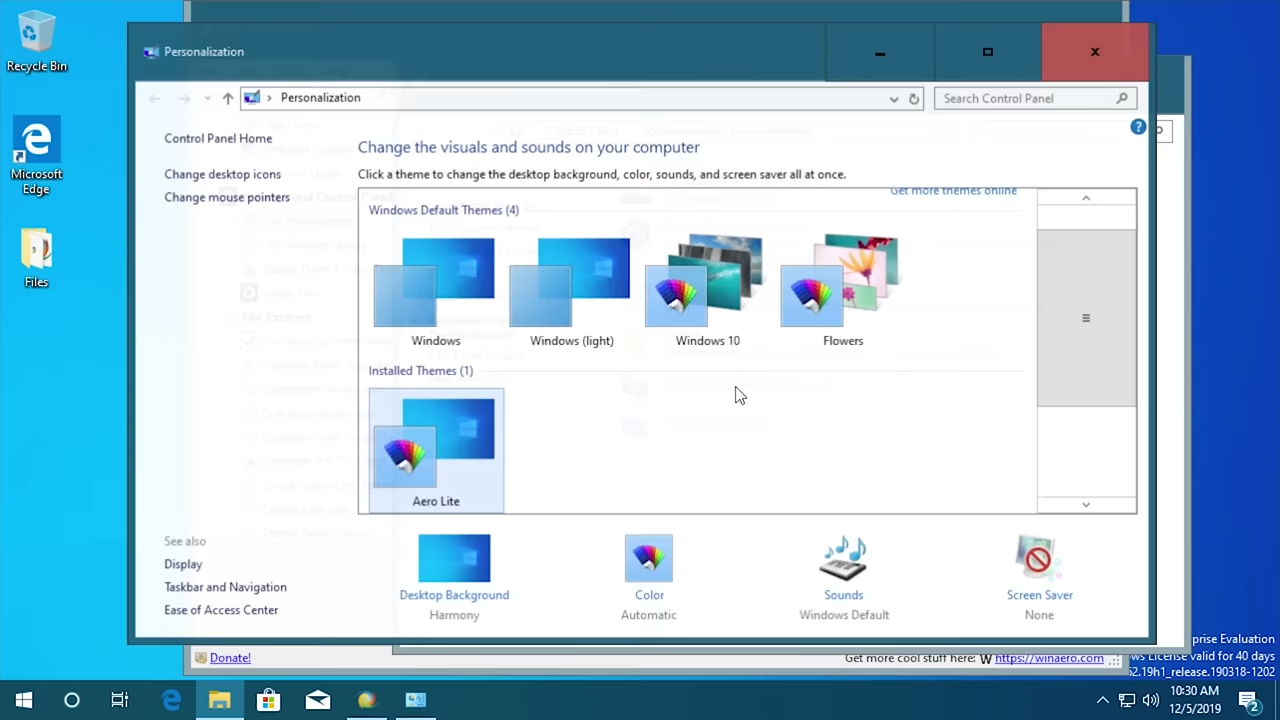 Recycle Bin
Microsoft
Edge
Files
Personalization
Personalization
Search Control Panel
Control Panel Home
Change desktop icons
Change mouse pointers
Change the visuals and sounds on your computer
Click a theme to change the desktop background, color, sounds, and screen saver all at once.
Get more themes online
Windows Default Themes (4)
Windows
Windows (light)
Windows 10
Flowers
Installed Themes (1)
Aero Lite
See also
Display
Taskbar and Navigation
Ease of Access Center
Desktop Background
Harmony
Color
Automatic
Sounds
Windows Default
Screen Saver
None
Donate!
Get more cool stuff here: W https://winaero.com
prise Evaluation
ws License valid for 40 days
2.19h1_release.190318-1202
10:30 AM
12/5/2019
2